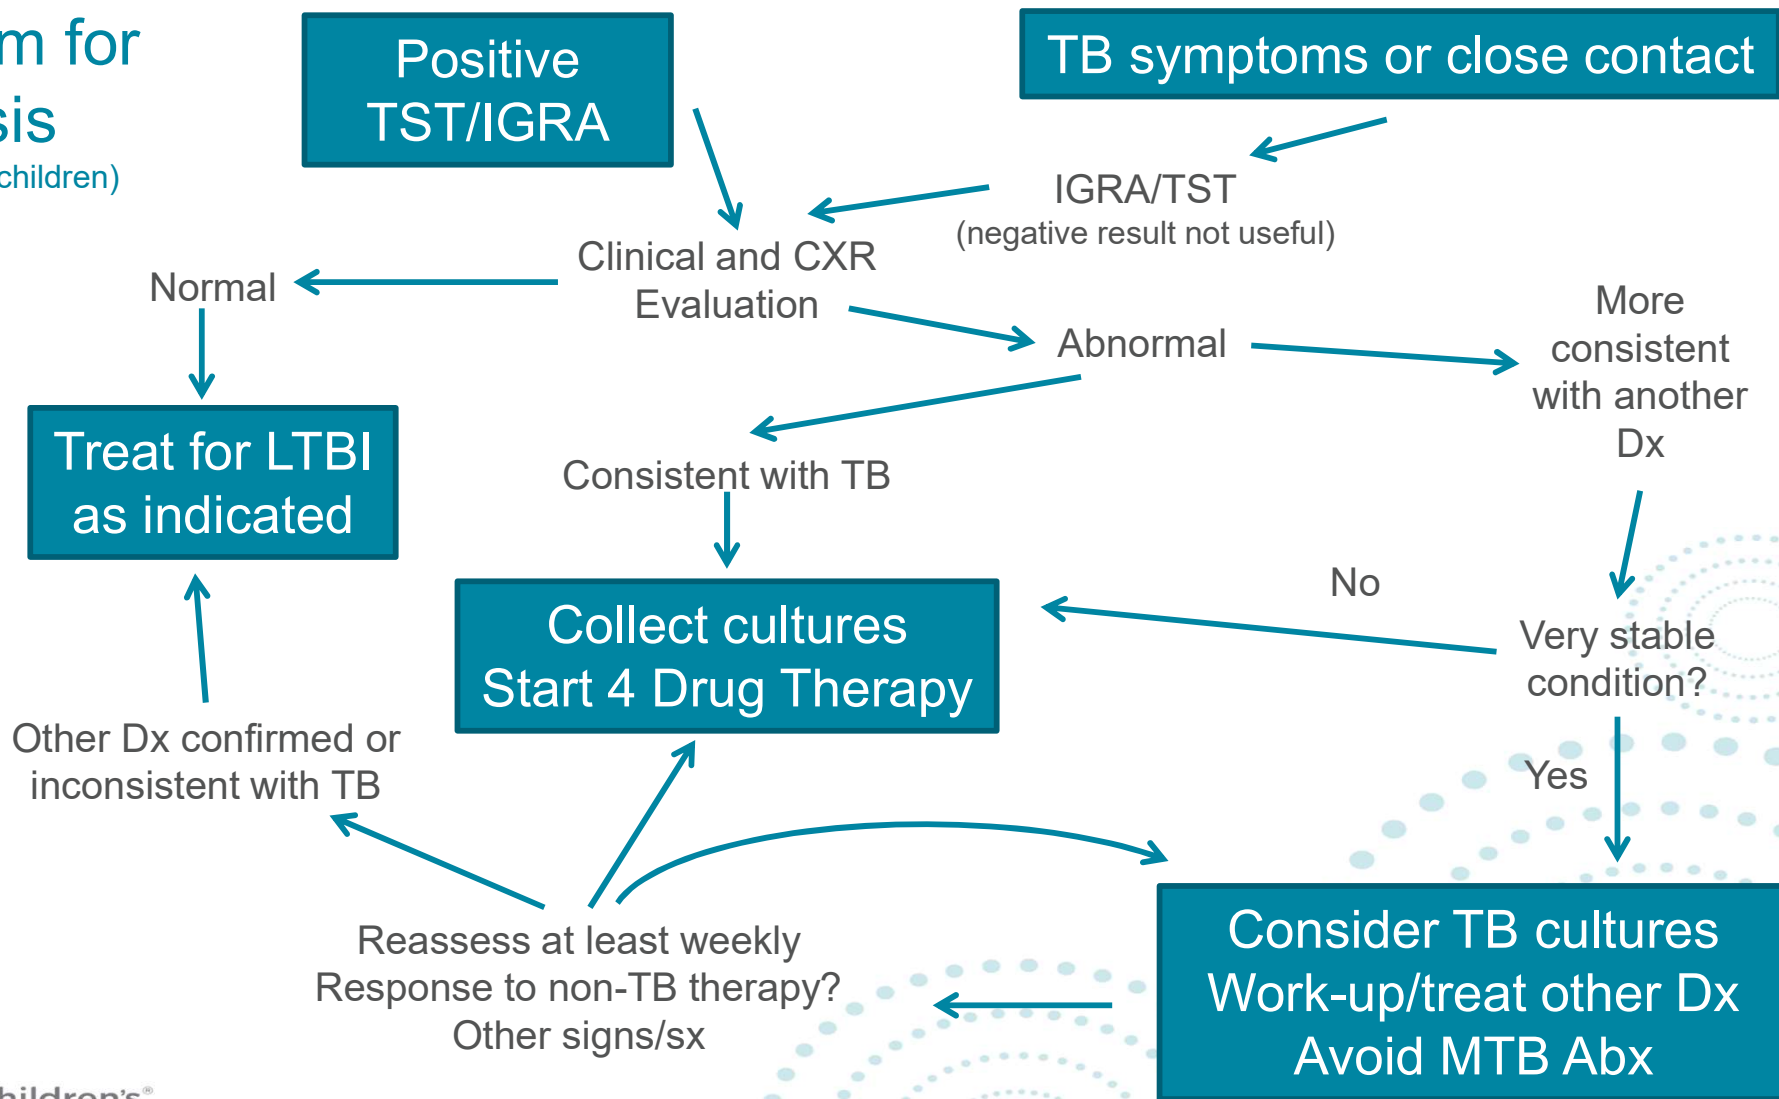 m for
sis
children)
Positive
TST/IGRA
TB symptoms or close contact
IGRA/TST
(negative result not useful)
Clinical and CXR
Evaluation
Normal
Abnormal
More
consistent
with another
Dx
Treat for LTBI
as indicated
Consistent with TB
Collect cultures
Start 4 Drug Therapy
No
Very stable
condition?
Yes
Other Dx confirmed or
inconsistent with TB
Reassess at least weekly
Response to non-TB therapy?
Other signs/sx
Consider TB cultures
Work-up/treat other Dx
Avoid MTB Abx
hildren's®